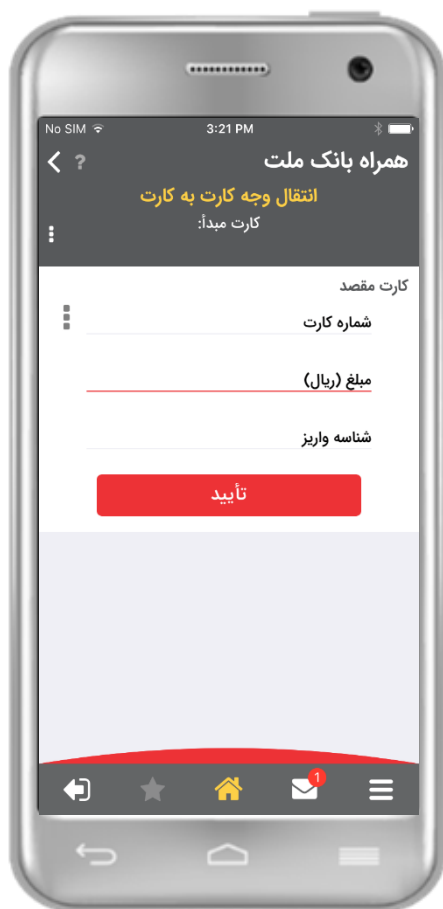 No SIM 3:21 PM
همراه بانک ملت
?
انتقال وجه کارت به کارت
کارت مبدأ:
کارت مقصد
شماره کارت
مبلغ (ریال)
شناسه واریز
تأیید
1